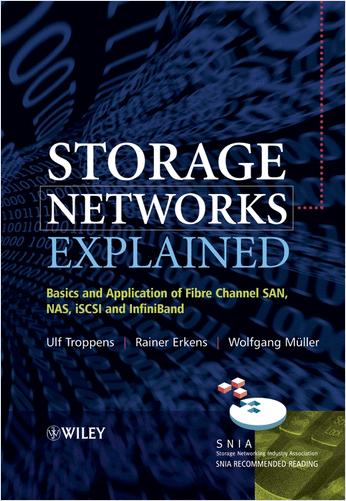 STORAGE
NETWORKS
EXPLAINED
Basics and Application of Fibre Channel SAN,
NAS, iSCSI and InfiniBand
Ulf Troppens | Rainer Erkens | Wolfgang Müller
SNIA
Storage Networking Industry Association
SNIA RECOMMENDED READING
WILEY